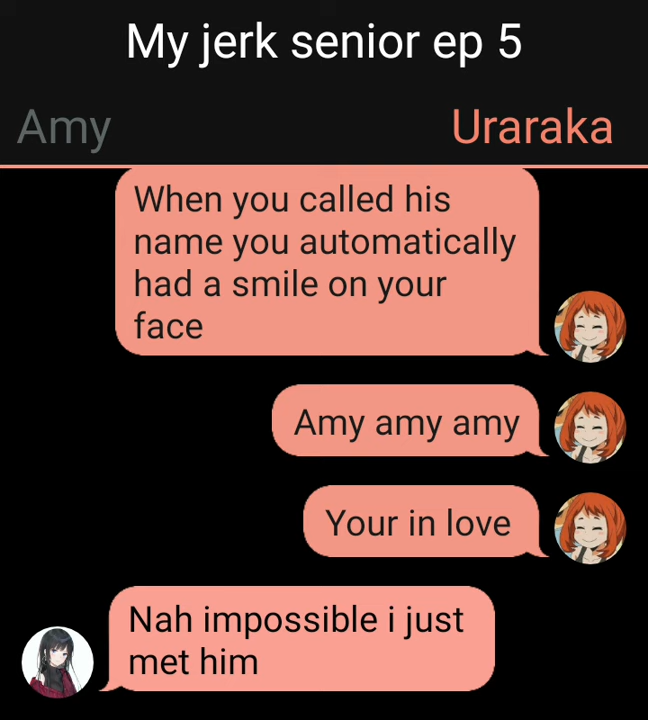 My jerk senior ep 5
Amy
Uraraka
When you called his
name you automatically
had a smile on your
face
Amy amy amy
Your in love
Nah impossible i just
met him